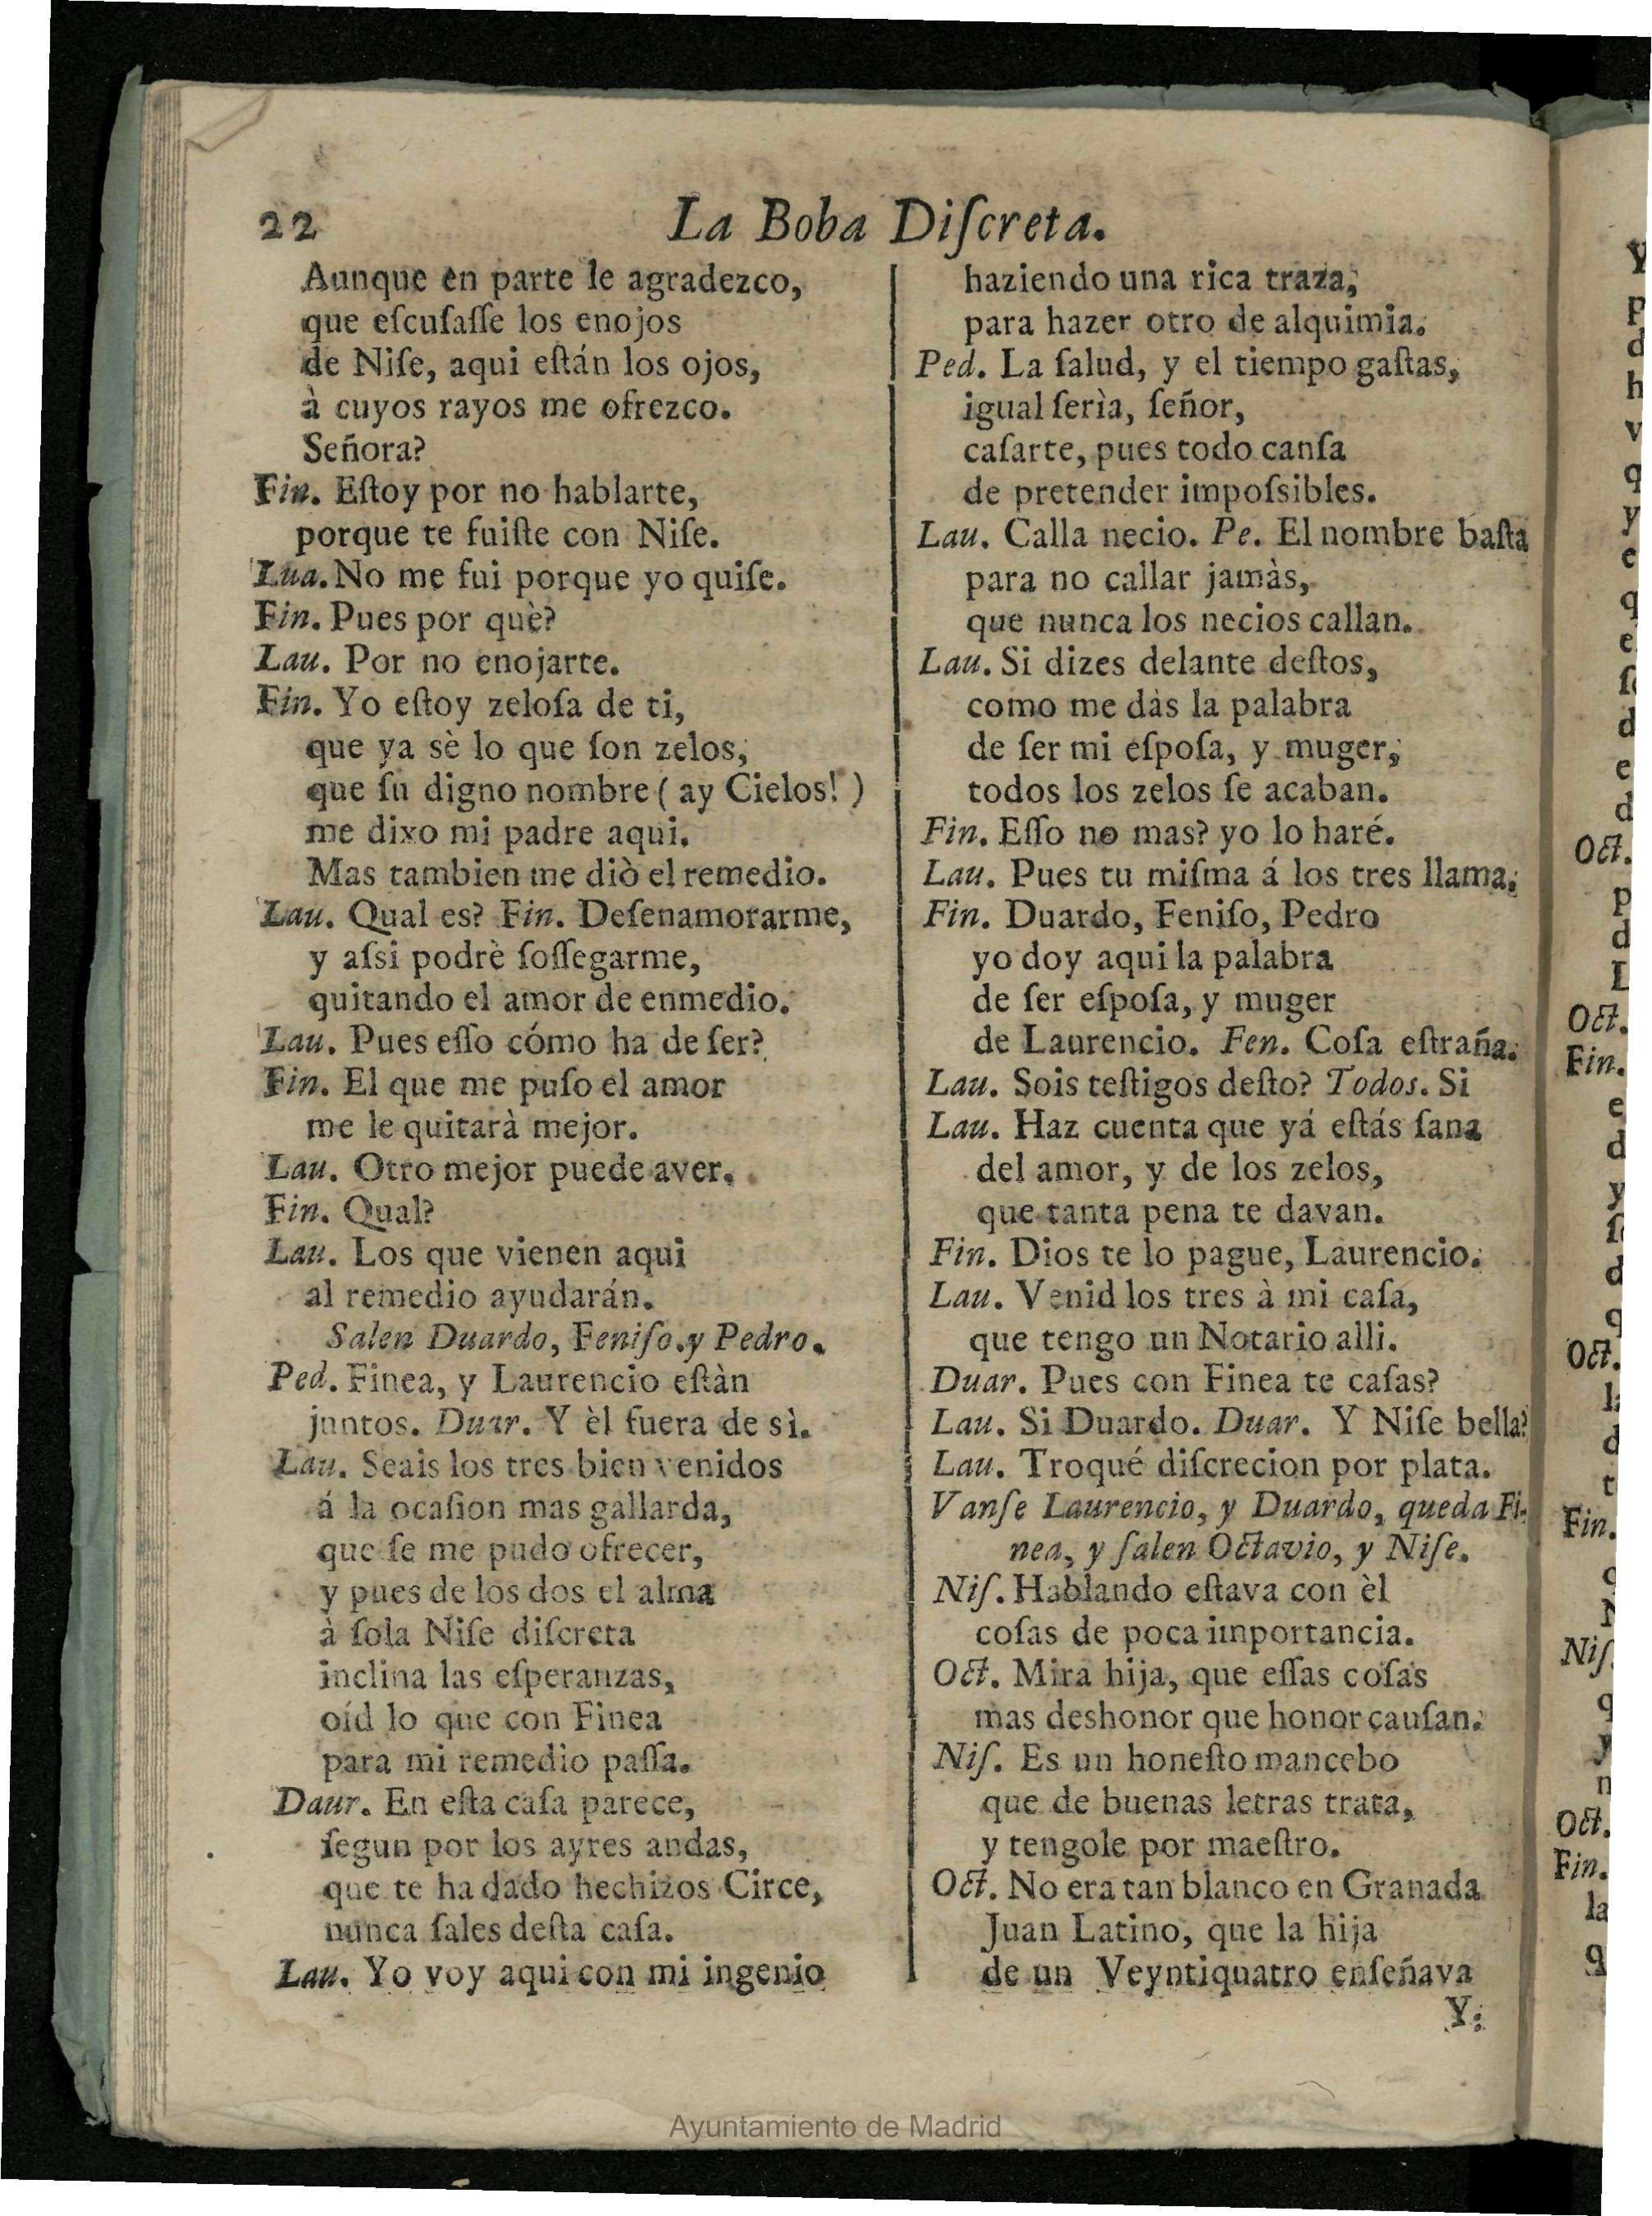 22
La Boba Diſcreta.
Aunque en parte le agradezco,
que eſcuſaſſe los enojos
de Niſe, aqui eſtán los ojos,
à cuyos rayos me ofrezco.
Señora?
Fin. Eſtoy por no hablarte,
porque te fuiſte con Niſe.
Lua. No me fui porque yo quiſe.
Fin. Pues por què?
Lau. Por no enojarte.
Fin. Yo eſtoy zeloſa de ti,
que ya sè lo que ſon zelos,
que ſu digno nombre ( ay Cielos! )
me dixo mi padre aqui.
Mas tambien me diò el remedio.
Lau. Qual es? Fin. Deſenamorarme,
y aſsi podrè ſoſſegarme,
quitando el amor de enmedio.
Lau. Pues eſſo cómo ha de ſer?
Fin. El que me puſo el amor
me le quitarà mejor.
Lau. Otro mejor puede aver.
Fin. Qual?
Lau. Los que vienen aqui
al remedio ayudarán.
Salen Duardo, Feniſo, y Pedro.
Ped. Finea, y Laurencio eſtàn
juntos. Duar. Y èl fuera de sì.
Lau. Seais los tres bien venidos
á la ocaſion mas gallarda,
que ſe me pudo ofrecer,
y pues de los dos el alma
à ſola Niſe diſcreta
inclina las eſperanzas,
oíd lo que con Finea
para mi remedio paſſa.
Daur. En eſta caſa parece,
ſegun por los ayres andas,
que te ha dado hechizos Circe,
nunca ſales deſta caſa.
Lau. Yo voy aqui con mi ingenio
haziendo una rica traza,
para hazer otro de alquimia.
Ped. La ſalud, y el tiempo gaſtas,
igual ſerìa, ſeñor,
caſarte, pues todo canſa
de pretender impoſsibles.
Lau. Calla necio. Pe. El nombre baſta
para no callar jamàs,
que nunca los necios callan.
Lau. Si dizes delante deſtos,
como me dàs la palabra
de ſer mi eſpoſa, y muger,
todos los zelos ſe acaban.
Fin. Eſſo no mas? yo lo haré.
Lau. Pues tu miſma á los tres llama.
Fin. Duardo, Feniſo, Pedro
yo doy aqui la palabra
de ſer eſpoſa, y muger
de Laurencio. Fen. Coſa eſtraña.
Lau. Sois teſtigos deſto? Todos. Si
Lau. Haz cuenta que yá eſtás ſana
del amor, y de los zelos,
que tanta pena te davan.
Fin. Dios te lo pague, Laurencio.
Lau. Venid los tres à mi caſa,
que tengo un Notario alli.
Duar. Pues con Finea te caſas?
Lau. Si Duardo. Duar. Y Niſe bella?
Lau. Troqué diſcrecion por plata.
Vanſe Laurencio, y Duardo, queda Fi-
nea, y ſalen Octavio, y Niſe.
Niſ. Hablando eſtava con èl
coſas de poca importancia.
Oct. Mira hija, que eſſas coſas
mas deshonor que honor cauſan.
Niſ. Es un honeſto mancebo
que de buenas letras trata,
y tengole por maeſtro.
Oct. No era tan blanco en Granada
Juan Latino, que la hija
de un Veyntiquatro enſeñava
Y.
Y
p
d
h
v
q
y
e
q
e
ſ
d
e
d
Oct.
p
d
L
Oct.
Fin.
e
d
y
d
q
Oct.
d
t
Fin.
Niſ.
q
y
n
Oct.
Fin.
la
q
Ayuntamiento de Madrid